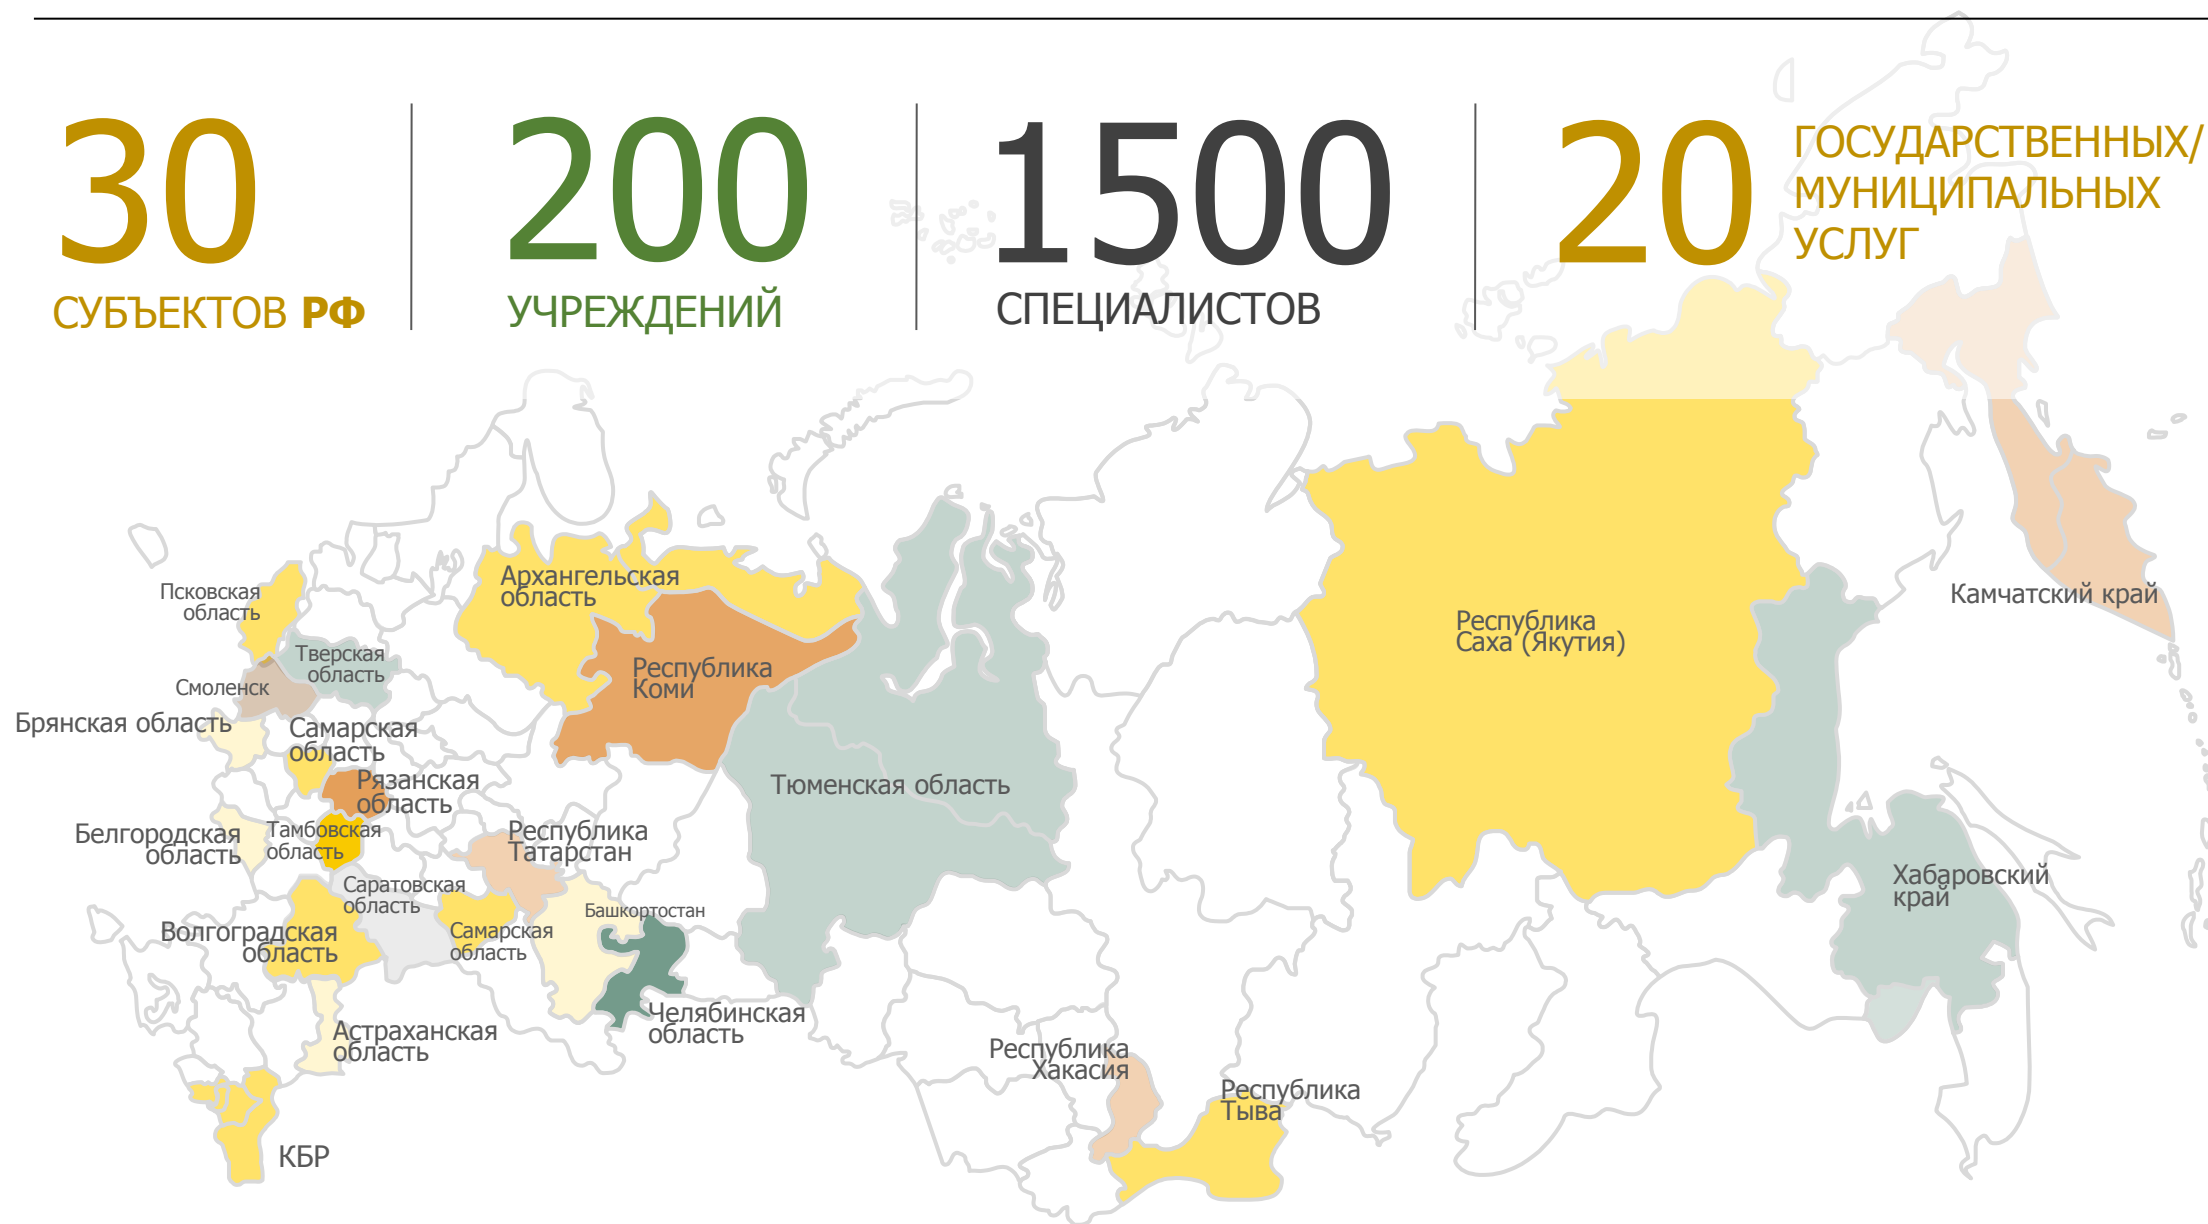 30
СУБЪЕКТОВ РФ
200
УЧРЕЖДЕНИЙ
1500
СПЕЦИАЛИСТОВ
20
ГОСУДАРСТВЕННЫХ/
МУНИЦИПАЛЬНЫХ
УСЛУГ
Псковская
область
Архангельская
область
Республика
Саха (Якутия)
Камчатский край
Тверская
область
Республика
Коми
Смоленск
Брянская область
Самарская
область
Рязанская
область
Тюменская область
Белгородская
область
Тамбовская
область
Республика
Татарстан
Саратовская
область
Башкортостан
Хабаровский
край
Волгоградская
область
Самарская
область
Челябинская
область
Астраханская
область
Республика
Хакасия
Республика
Тыва
КБР